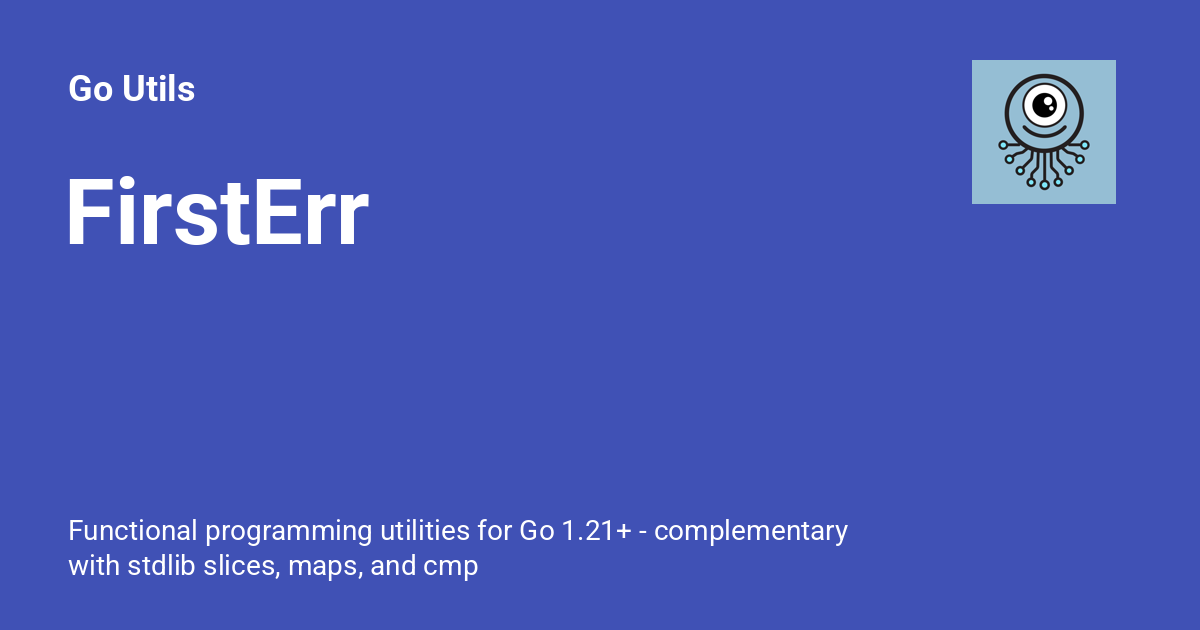 Go Utils
FirstErr
Functional programming utilities for Go 1.21+ - complementary
with stdlib slices, maps, and cmp